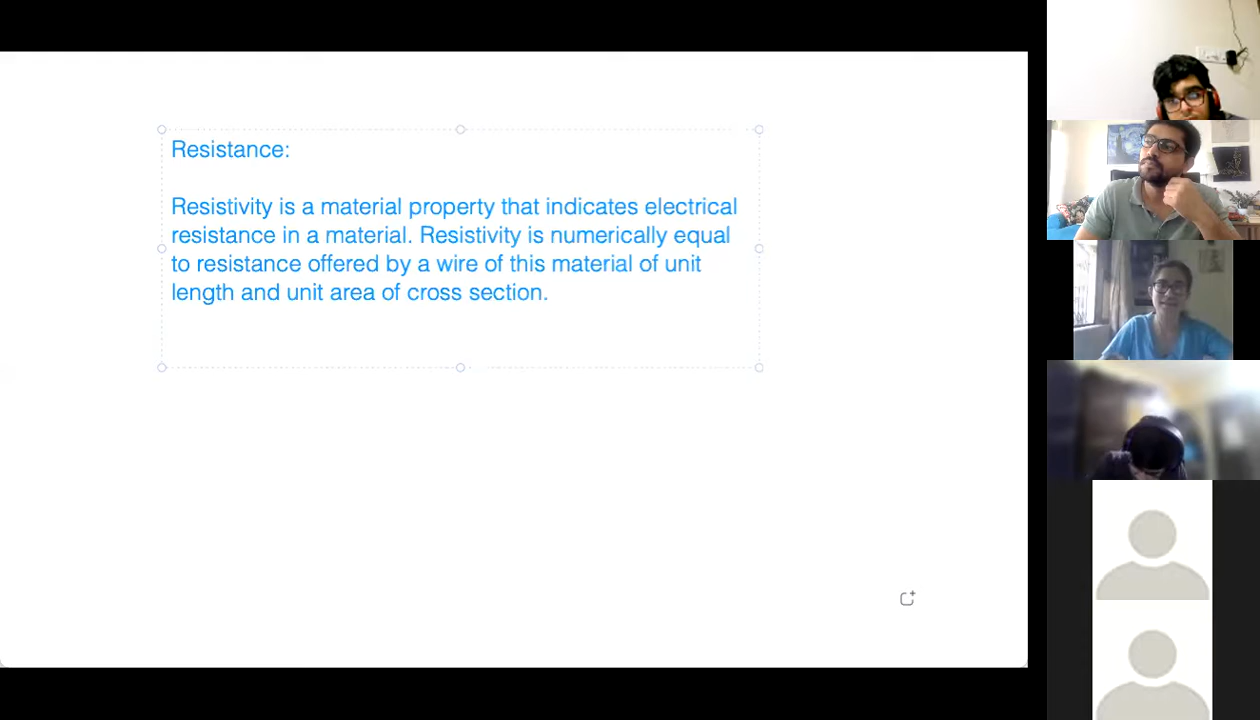 Resistance:
Resistivity is a material property that indicates electrical
resistance in a material. Resistivity is numerically equal
to resistance offered by a wire of this material of unit
length and unit area of cross section.